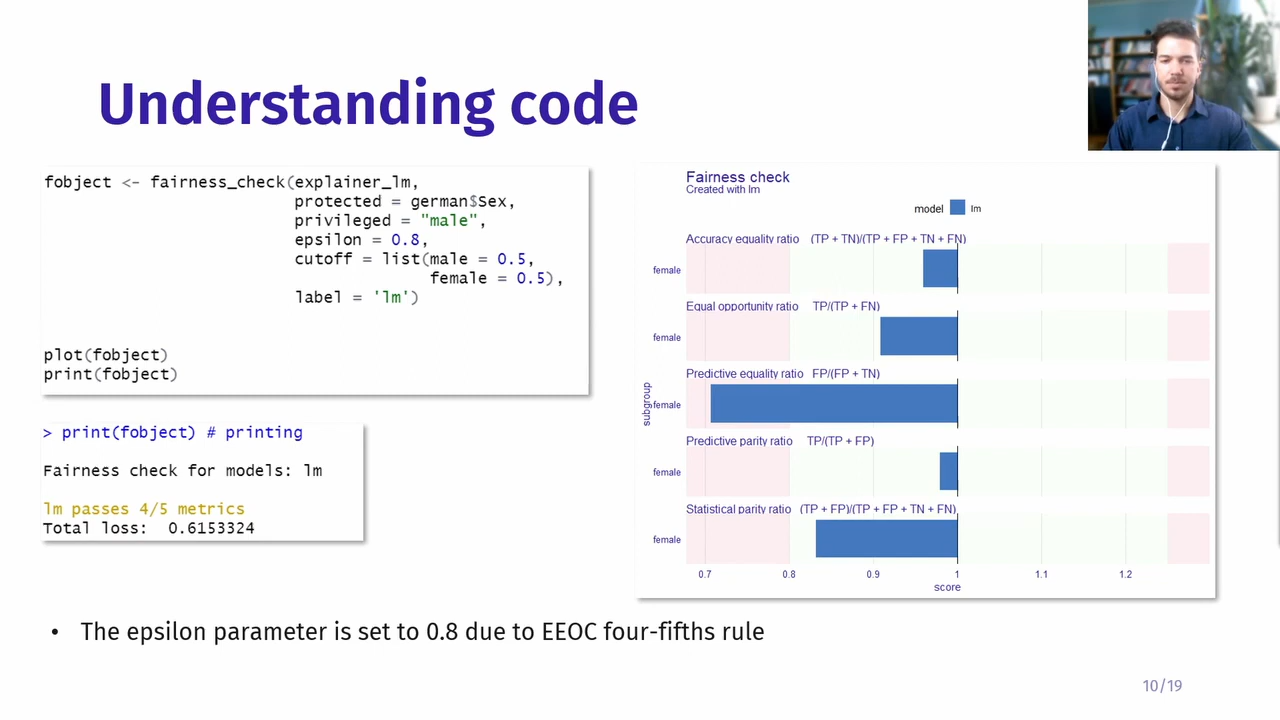 Understanding code
fobject <- fairness_check(explainer_lm,
protected = german$Sex,
privileged = "male",
epsilon = 0.8,
cutoff = list(male = 0.5,
female = 0.5),
label = 'lm')
plot(fobject)
print(fobject)
> print(fobject) # printing
Fairness check for models: lm
lm passes 4/5 metrics
Total loss: 0.6153324
Fairness check
Created with lm
model lm
Accuracy equality ratio (TP + TN)/(TP + FP + TN + FN)
female
Equal opportunity ratio TP/(TP + FN)
female
Predictive equality ratio FP/(FP + TN)
subgroup
female
Predictive parity ratio TP/(TP + FP)
female
Statistical parity ratio (TP + FP)/(TP + FP + TN + FN)
female
0.7 0.8 0.9 1 1.1 1.2
score
• The epsilon parameter is set to 0.8 due to EEOC four-fifths rule
10/19